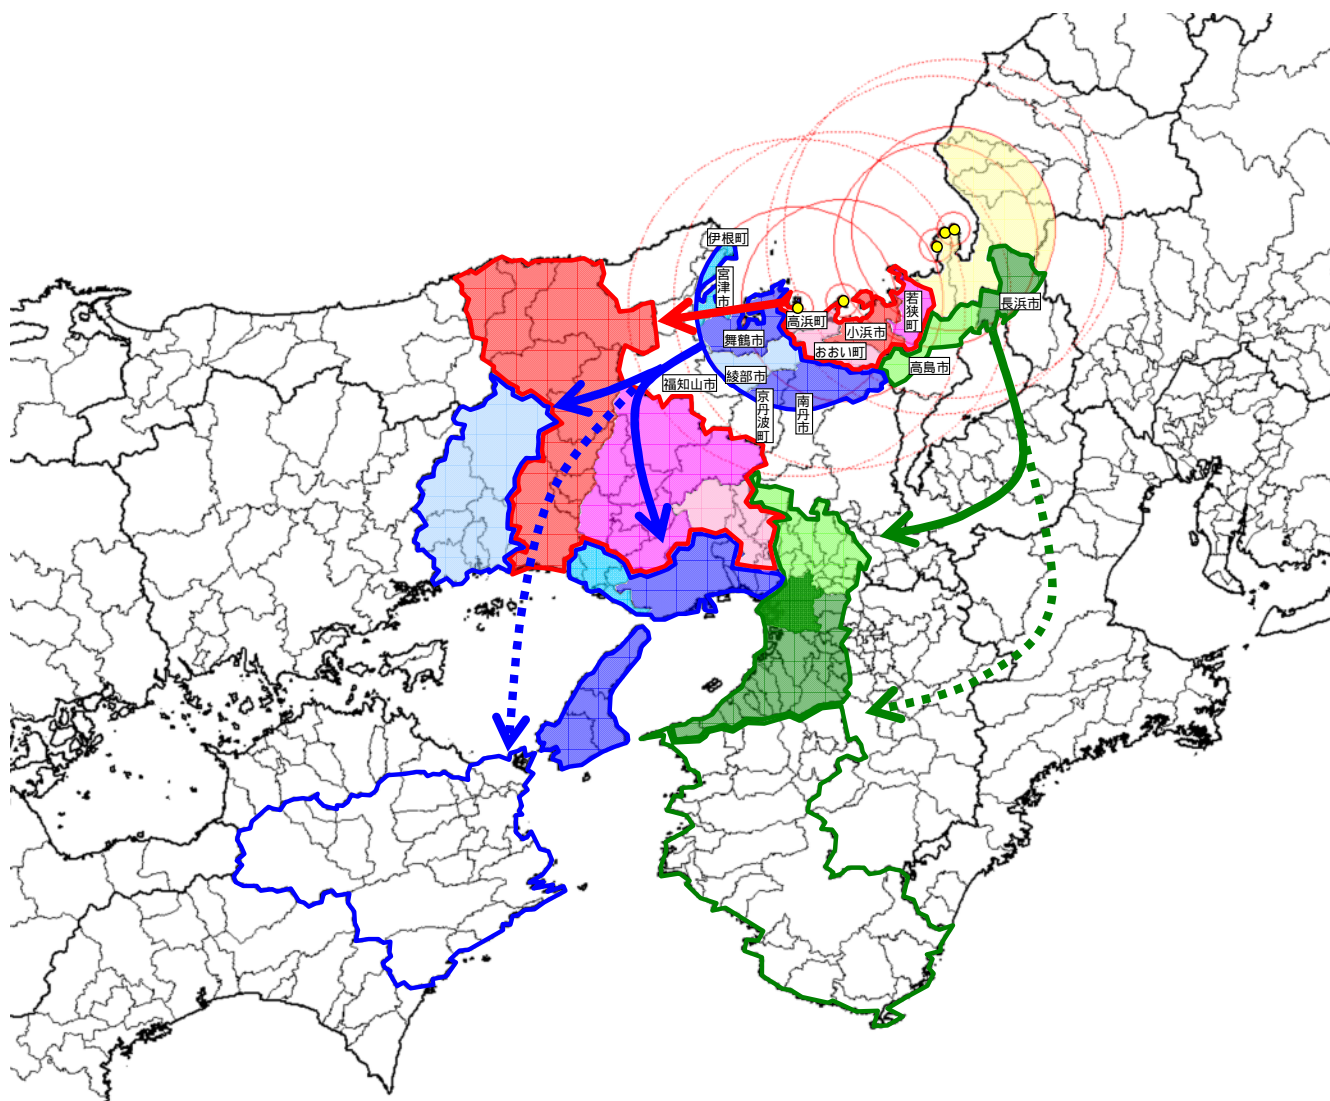 伊根町
宮津市
舞鶴市
高浜町
小浜市
若狭町
長浜市
おおい町
高島市
綾部市
福知山市
京丹波町
南丹市